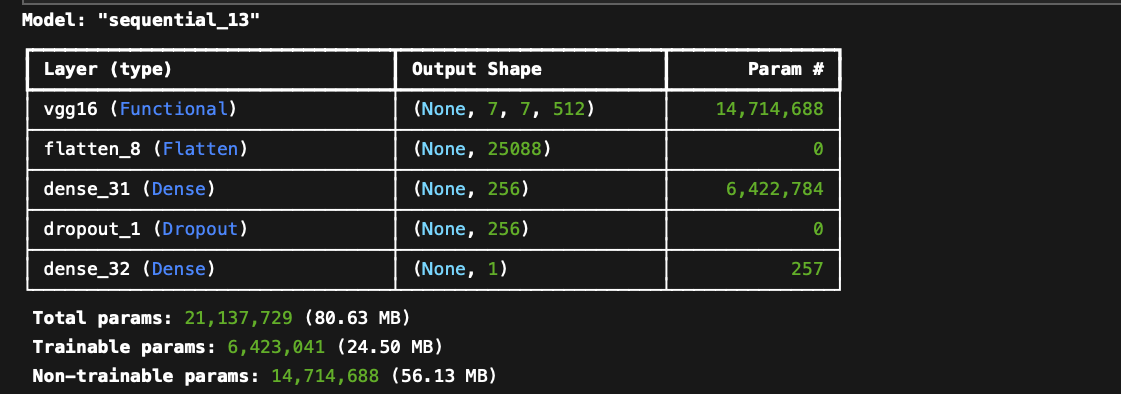 Model: "sequential_13"
Layer (type) Output Shape Param #
vgg16 (Functional) (None, 7, 7, 512) 14,714,688
flatten_8 (Flatten) (None, 25088) 0
dense_31 (Dense) (None, 256) 6,422,784
dropout_1 (Dropout) (None, 256) 0
dense_32 (Dense) (None, 1) 257
Total params: 21,137,729 (80.63 MB)
Trainable params: 6,423,041 (24.50 MB)
Non-trainable params: 14,714,688 (56.13 MB)